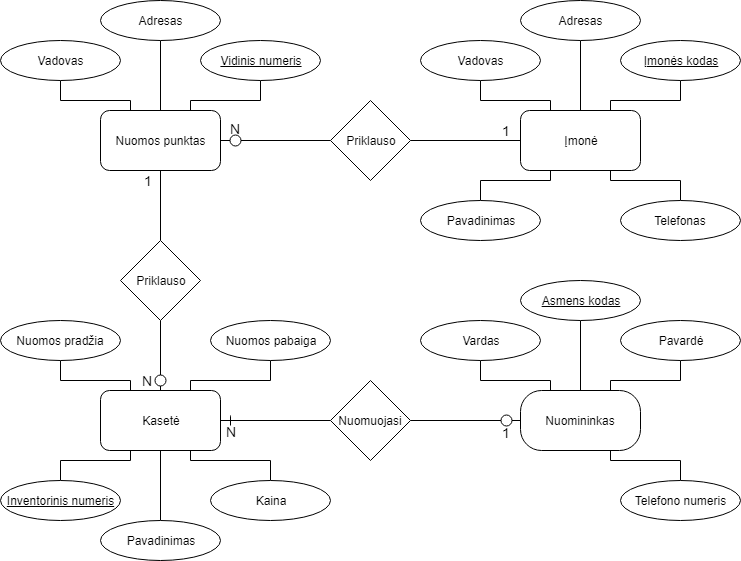 Adresas
Adresas
Vadovas
Vidinis numeris
Vadovas
Įmonės kodas
N
1
Nuomos punktas
Priklauso
Įmonė
1
Pavadinimas
Telefonas
Priklauso
Asmens kodas
Nuomos pradžia
Nuomos pabaiga
Vardas
Pavardė
N
Kasetė
Nuomuojasi
Nuomininkas
N
1
Inventorinis numeris
Kaina
Telefono numeris
Pavadinimas